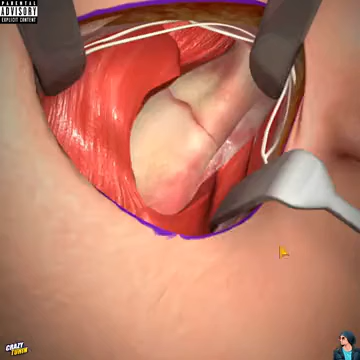 PARENTAL
ADVISORY
EXPLICIT CONTENT
CRAZY
TUNIN